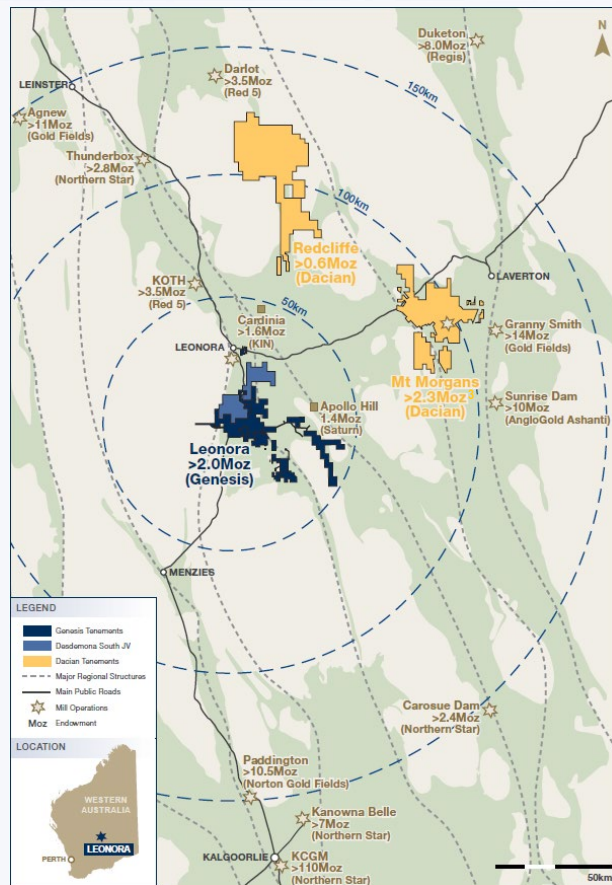 N
Duketon
>8.0Moz
(Regis)
150km
Darlot
>3.5Moz
(Red 5)
LEINSTER
Agnew
>11Moz
(Gold Fields)
Thunderbox
>2.8Moz
(Northern Star)
100km
Redcliffe
>0.6Moz
(Dacian)
LAVERTON
KOTH
>3.5Moz
(Red 5)
50km
Cardinia
>1.6Moz
(KIN)
Granny Smith
>14Moz
(Gold Fields)
LEONORA
Mt Morgans
>2.3Moz³
(Dacian)
Sunrise Dam
>10Moz
(AngloGold Ashanti)
Apollo Hill
1.4Moz
(Saturn)
Leonora
>2.0Moz
(Genesis)
MENZIES
LEGEND
Genesis Tenements
Desdemona South JV
Dacian Tenements
Major Regional Structures
Main Public Roads
Mill Operations
Moz Endowment
LOCATION
WESTERN
AUSTRALIA
LEONORA
PERTH
Carosue Dam
>2.4Moz
(Northern Star)
Paddington
>10.5Moz
(Norton Gold Fields)
Kanowna Belle
>7Moz
(Northern Star)
KALGOORLIE
KCGM
>110Moz
(Northern Star)
50km